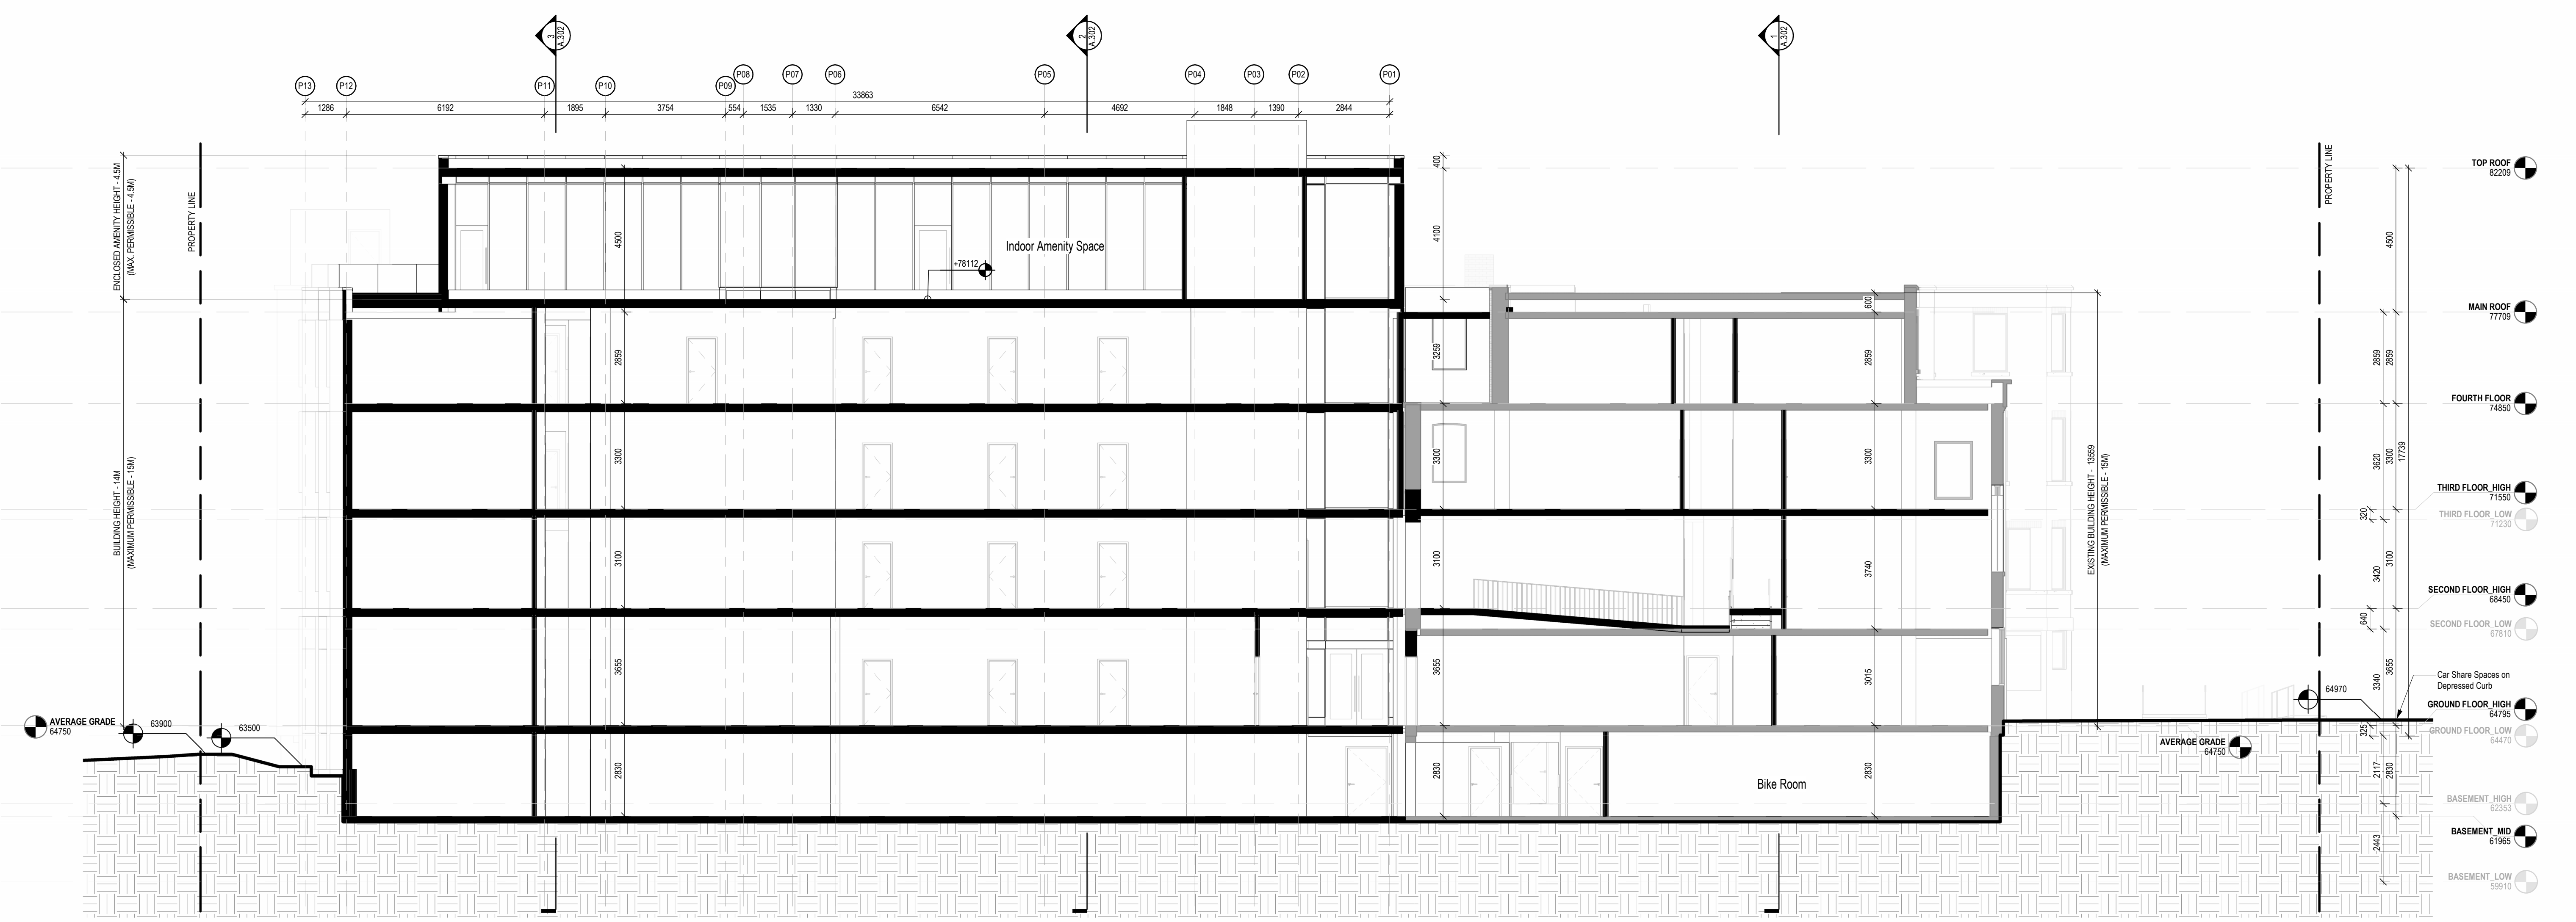 3
A.302
2
A.302
1
A.302
P13
P12
P11
P10
P09
P08
P07
P06
P05
P04
P03
P02
P01
33863
1286
6192
1895
3754
554
1535
1330
6542
4692
1848
1390
2844
ENCLOSED AMENITY HEIGHT - 4.5M
(MAX. PERMISSIBLE - 4.5M)
PROPERTY LINE
BUILDING HEIGHT - 14M
(MAXIMUM PERMISSIBLE - 15M)
AVERAGE GRADE
64750
63900
63500
4500
2859
3300
3100
3655
2830
Indoor Amenity Space
+78112
400
4100
3259
3300
3100
3655
2830
600
2859
3300
3740
3015
2830
Bike Room
EXISTING BUILDING HEIGHT - 13559
(MAXIMUM PERMISSIBLE - 15M)
PROPERTY LINE
64970
Car Share Spaces on
Depressed Curb
AVERAGE GRADE
64750
4500
2859
2859
3620
3300
17739
320
3420
3100
640
3340
3655
325
2117
2830
2443
TOP ROOF
82209
MAIN ROOF
77709
FOURTH FLOOR
74850
THIRD FLOOR_HIGH
71550
THIRD FLOOR_LOW
71230
SECOND FLOOR_HIGH
68450
SECOND FLOOR_LOW
67810
GROUND FLOOR_HIGH
64795
GROUND FLOOR_LOW
64470
BASEMENT_HIGH
62353
BASEMENT_MID
61965
BASEMENT_LOW
59910